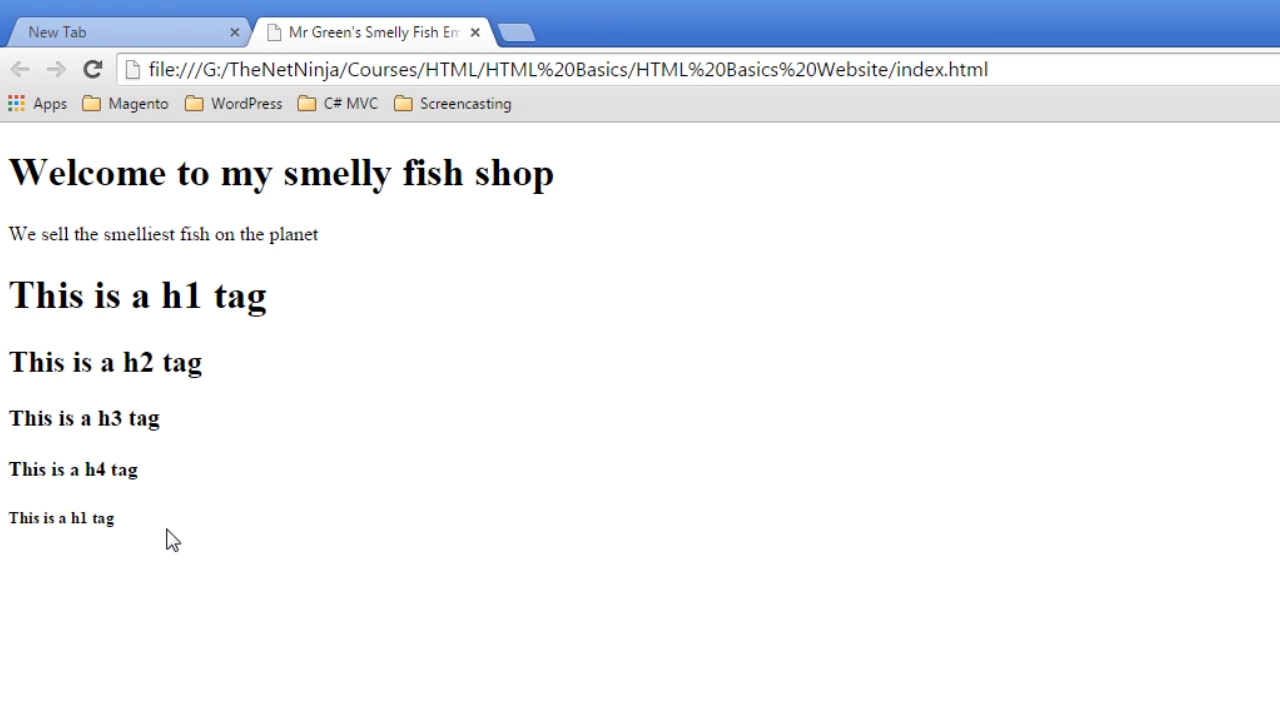 New Tab
Mr Green's Smelly Fish Em
file:///G:/TheNetNinja/Courses/HTML/HTML%20Basics/HTML%20Basics%20Website/index.html
Apps Magento WordPress C# MVC Screencasting
Welcome to my smelly fish shop
We sell the smelliest fish on the planet
This is a h1 tag
This is a h2 tag
This is a h3 tag
This is a h4 tag
This is a h1 tag